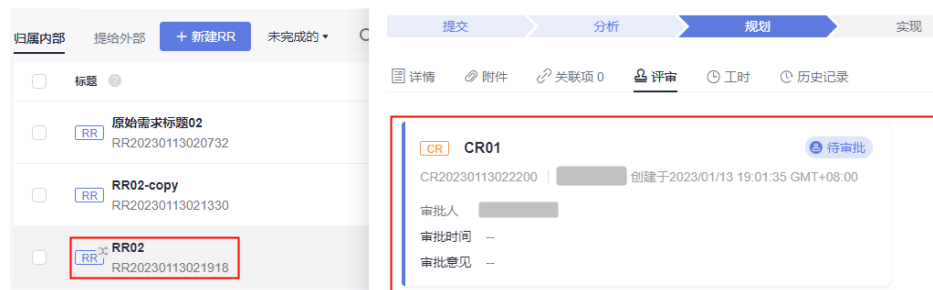 归属内部 提给外部 + 新建RR 未完成的
标题
RR 原始需求标题02
RR20230113020732
RR RR02-copy
RR20230113021330
RR RR02
RR20230113021918
提交 分析 规划 实现
详情 附件 关联项 0 评审 工时 历史记录
CR CR01 待审批
CR20230113022200 创建于2023/01/13 19:01:35 GMT+08:00
审批人
审批时间 --
审批意见 --